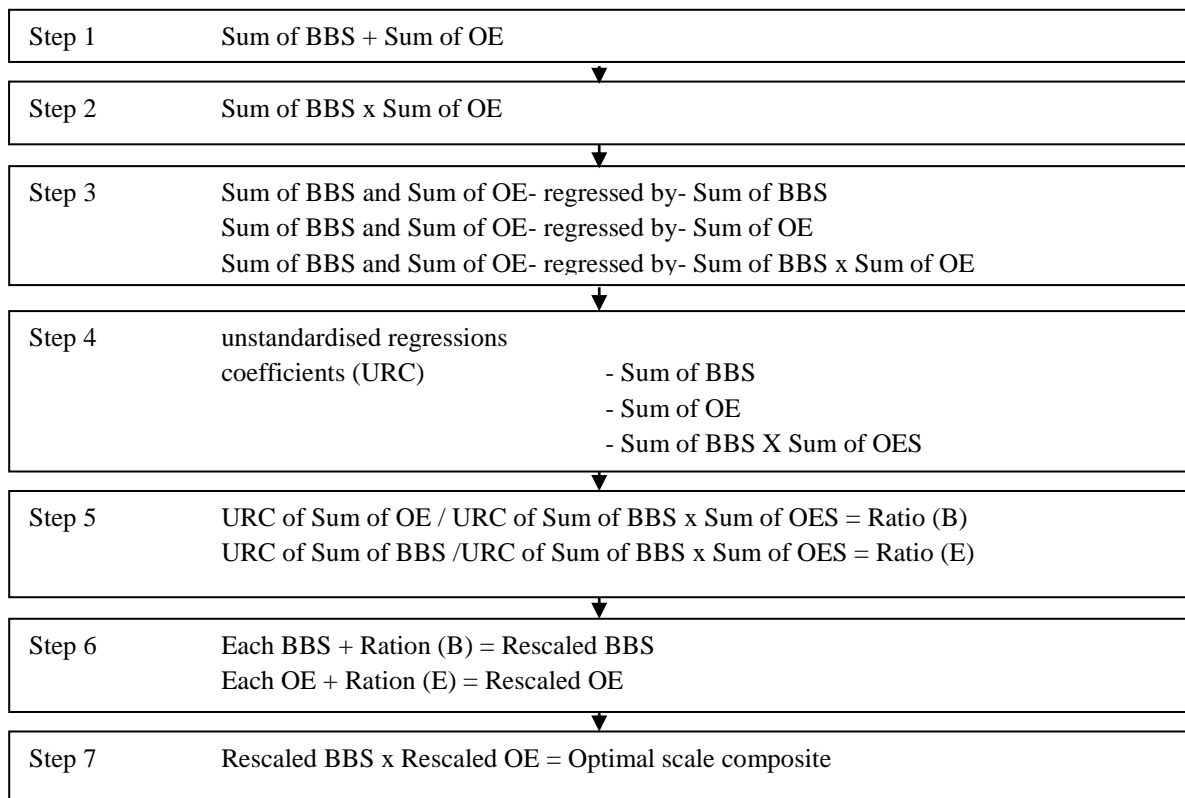 Step 1 Sum of BBS + Sum of OE
Step 2 Sum of BBS x Sum of OE
Step 3 Sum of BBS and Sum of OE- regressed by- Sum of BBS
Sum of BBS and Sum of OE- regressed by- Sum of OE
Sum of BBS and Sum of OE- regressed by- Sum of BBS x Sum of OE
Step 4 unstandardised regressions
coefficients (URC) - Sum of BBS
- Sum of OE
- Sum of BBS X Sum of OES
Step 5 URC of Sum of OE / URC of Sum of BBS x Sum of OES = Ratio (B)
URC of Sum of BBS /URC of Sum of BBS x Sum of OES = Ratio (E)
Step 6 Each BBS + Ration (B) = Rescaled BBS
Each OE + Ration (E) = Rescaled OE
Step 7 Rescaled BBS x Rescaled OE = Optimal scale composite